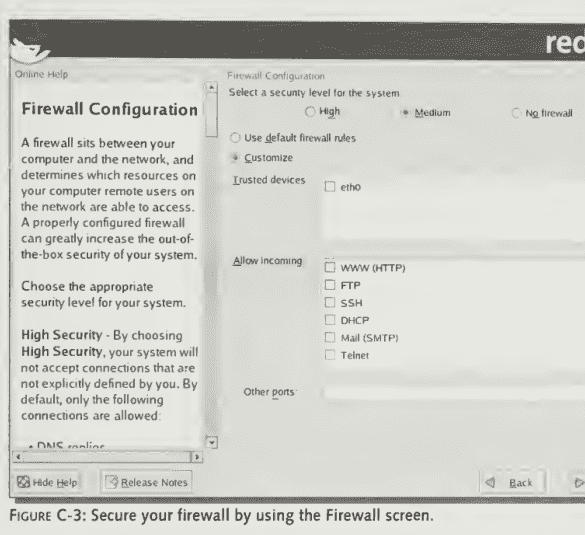 red
Online Help
Firewall Configuration
A firewall sits between your
computer and the network, and
determines which resources on
your computer remote users on
the network are able to access.
A properly configured firewall
can greatly increase the out-of-
the-box security of your system.
Choose the appropriate
security level for your system.
High Security - By choosing
High Security, your system will
not accept connections that are
not explicitly defined by you. By
default, only the following
connections are allowed:
• DNS replies
Hide Help
Release Notes
Firewall Configuration
Select a security level for the system.
High Medium No firewall
Use default firewall rules
Customize
Trusted devices
eth0
Allow incoming
WWW (HTTP)
FTP
SSH
DHCP
Mail (SMTP)
Telnet
Other ports:
Back
FIGURE C-3: Secure your firewall by using the Firewall screen.